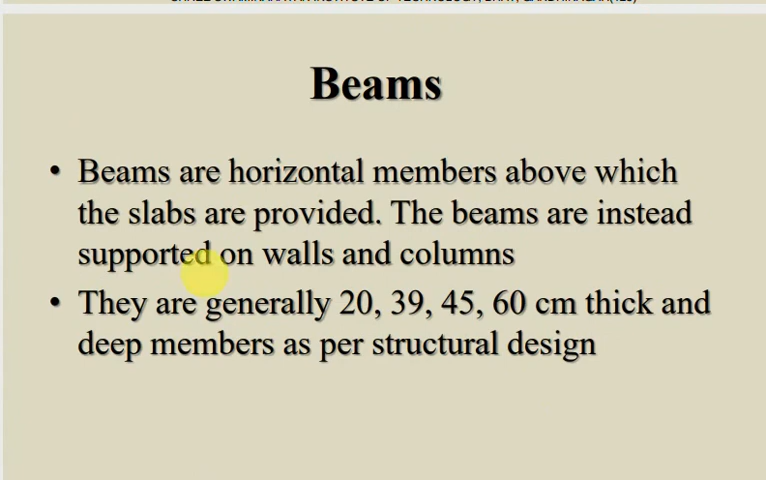 Beams
• Beams are horizontal members above which
the slabs are provided. The beams are instead
supported on walls and columns
• They are generally 20, 39, 45, 60 cm thick and
deep members as per structural design